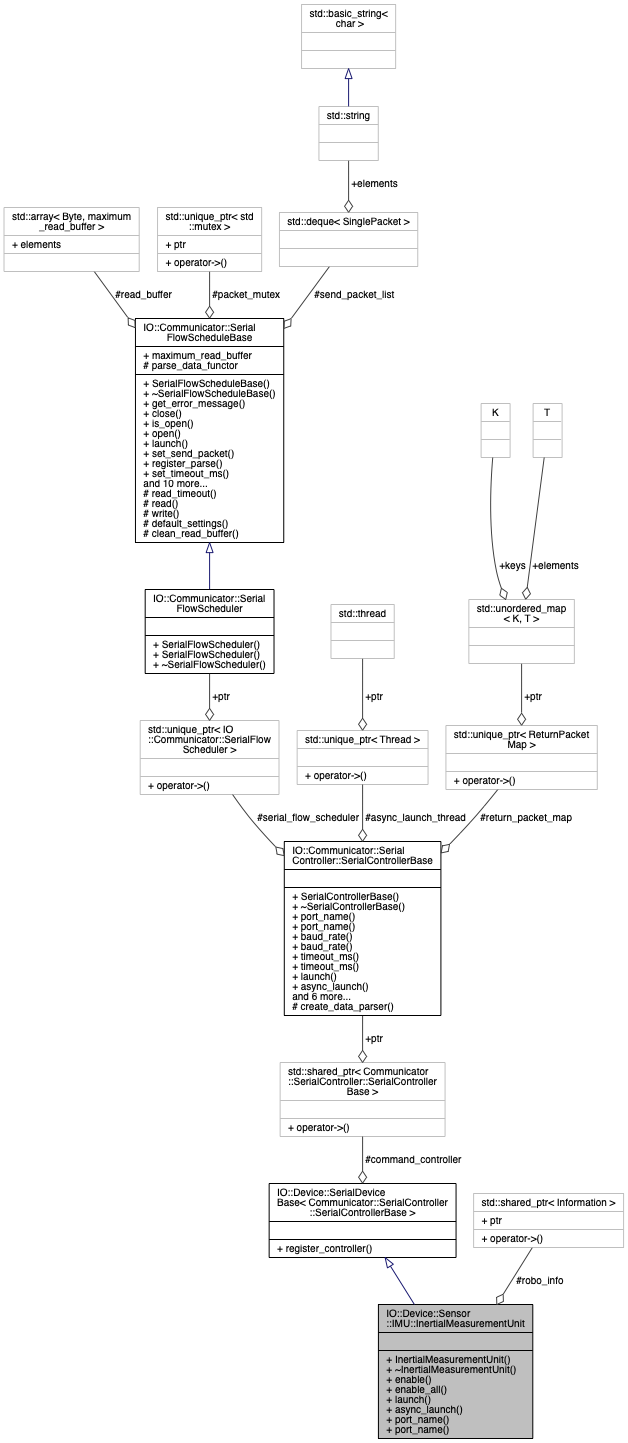 std::basic_string<
char >
std::string
+elements
std::array< Byte, maximum
_read_buffer >
+ elements
std::unique_ptr< std
::mutex >
+ ptr
+ operator->()
std::deque< SinglePacket >
#read_buffer
#packet_mutex
#send_packet_list
IO::Communicator::Serial
FlowScheduleBase
+ maximum_read_buffer
# parse_data_functor
+ SerialFlowScheduleBase()
+ ~SerialFlowScheduleBase()
+ get_error_message()
+ close()
+ is_open()
+ open()
+ launch()
+ set_send_packet()
+ register_parse()
+ set_timeout_ms()
and 10 more...
# read_timeout()
# read()
# write()
# default_settings()
# clean_read_buffer()
K
T
+keys
+elements
IO::Communicator::Serial
FlowScheduler
+ SerialFlowScheduler()
+ SerialFlowScheduler()
+ ~SerialFlowScheduler()
std::thread
std::unordered_map
< K, T >
+ptr
+ptr
+ptr
std::unique_ptr< IO
::Communicator::SerialFlow
Scheduler >
+ operator->()
std::unique_ptr< Thread >
+ operator->()
std::unique_ptr< ReturnPacket
Map >
+ operator->()
#serial_flow_scheduler
#async_launch_thread
#return_packet_map
IO::Communicator::Serial
Controller::SerialControllerBase
+ SerialControllerBase()
+ ~SerialControllerBase()
+ port_name()
+ port_name()
+ baud_rate()
+ baud_rate()
+ timeout_ms()
+ timeout_ms()
+ launch()
+ async_launch()
and 6 more...
# create_data_parser()
+ptr
std::shared_ptr< Communicator
::SerialController::SerialController
Base >
+ operator->()
#command_controller
IO::Device::SerialDevice
Base< Communicator::SerialController
::SerialControllerBase >
+ register_controller()
std::shared_ptr< Information >
+ ptr
+ operator->()
#robo_info
IO::Device::Sensor
::IMU::InertialMeasurementUnit
+ InertialMeasurementUnit()
+ ~InertialMeasurementUnit()
+ enable()
+ enable_all()
+ launch()
+ async_launch()
+ port_name()
+ port_name()